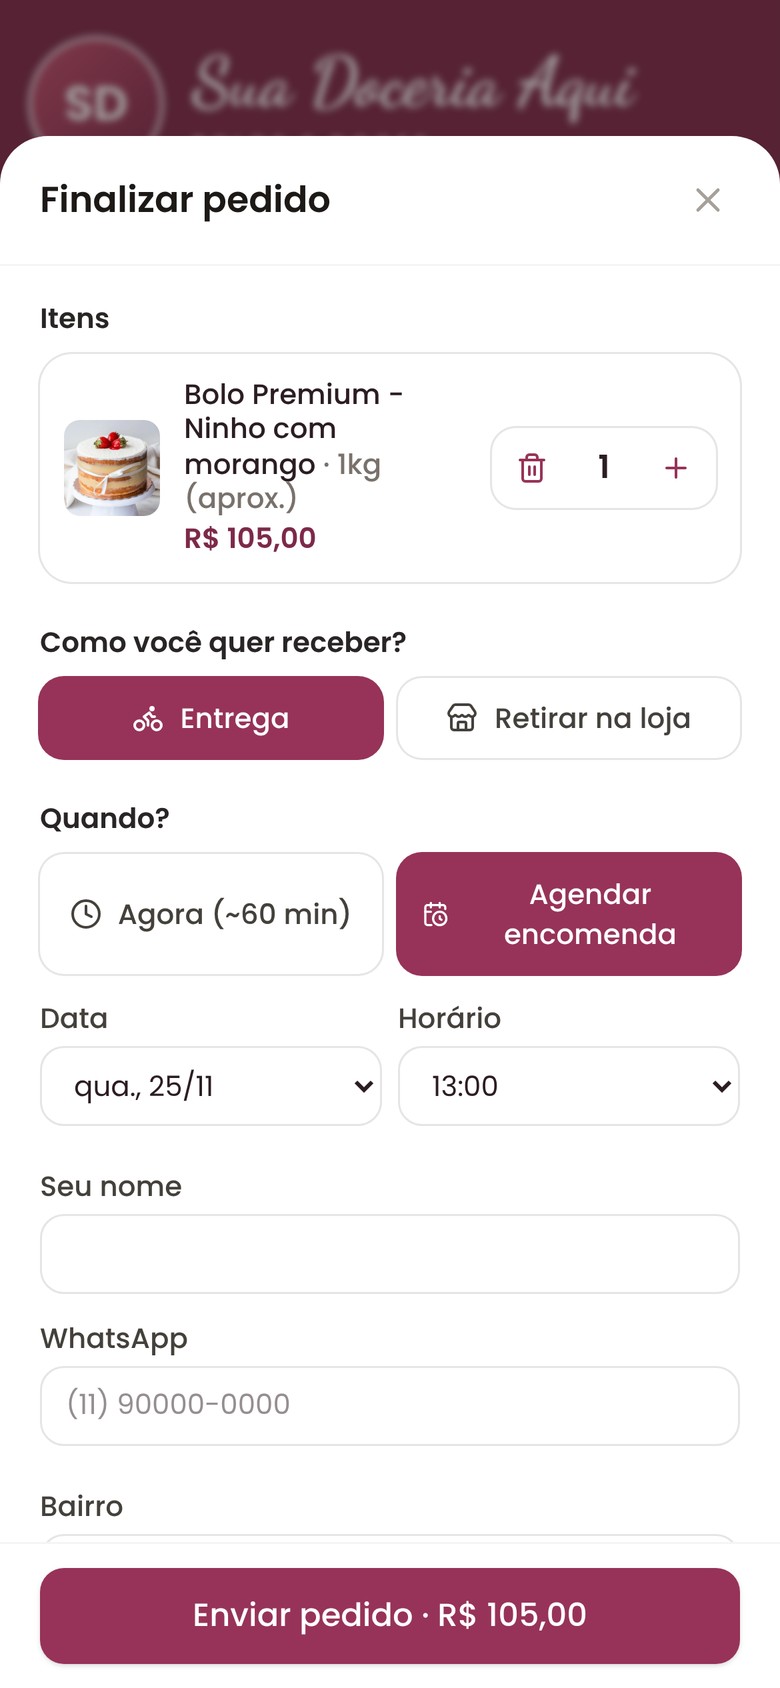 SD
Sua Doceria Aqui
Finalizar pedido
Itens
Bolo Premium -
Ninho com
morango · 1kg
(aprox.)
R$ 105,00
1
Como você quer receber?
Entrega
Retirar na loja
Quando?
Agora (~60 min)
Agendar
encomenda
Data
Horário
qua., 25/11
13:00
Seu nome
WhatsApp
(11) 90000-0000
Bairro
Enviar pedido · R$ 105,00